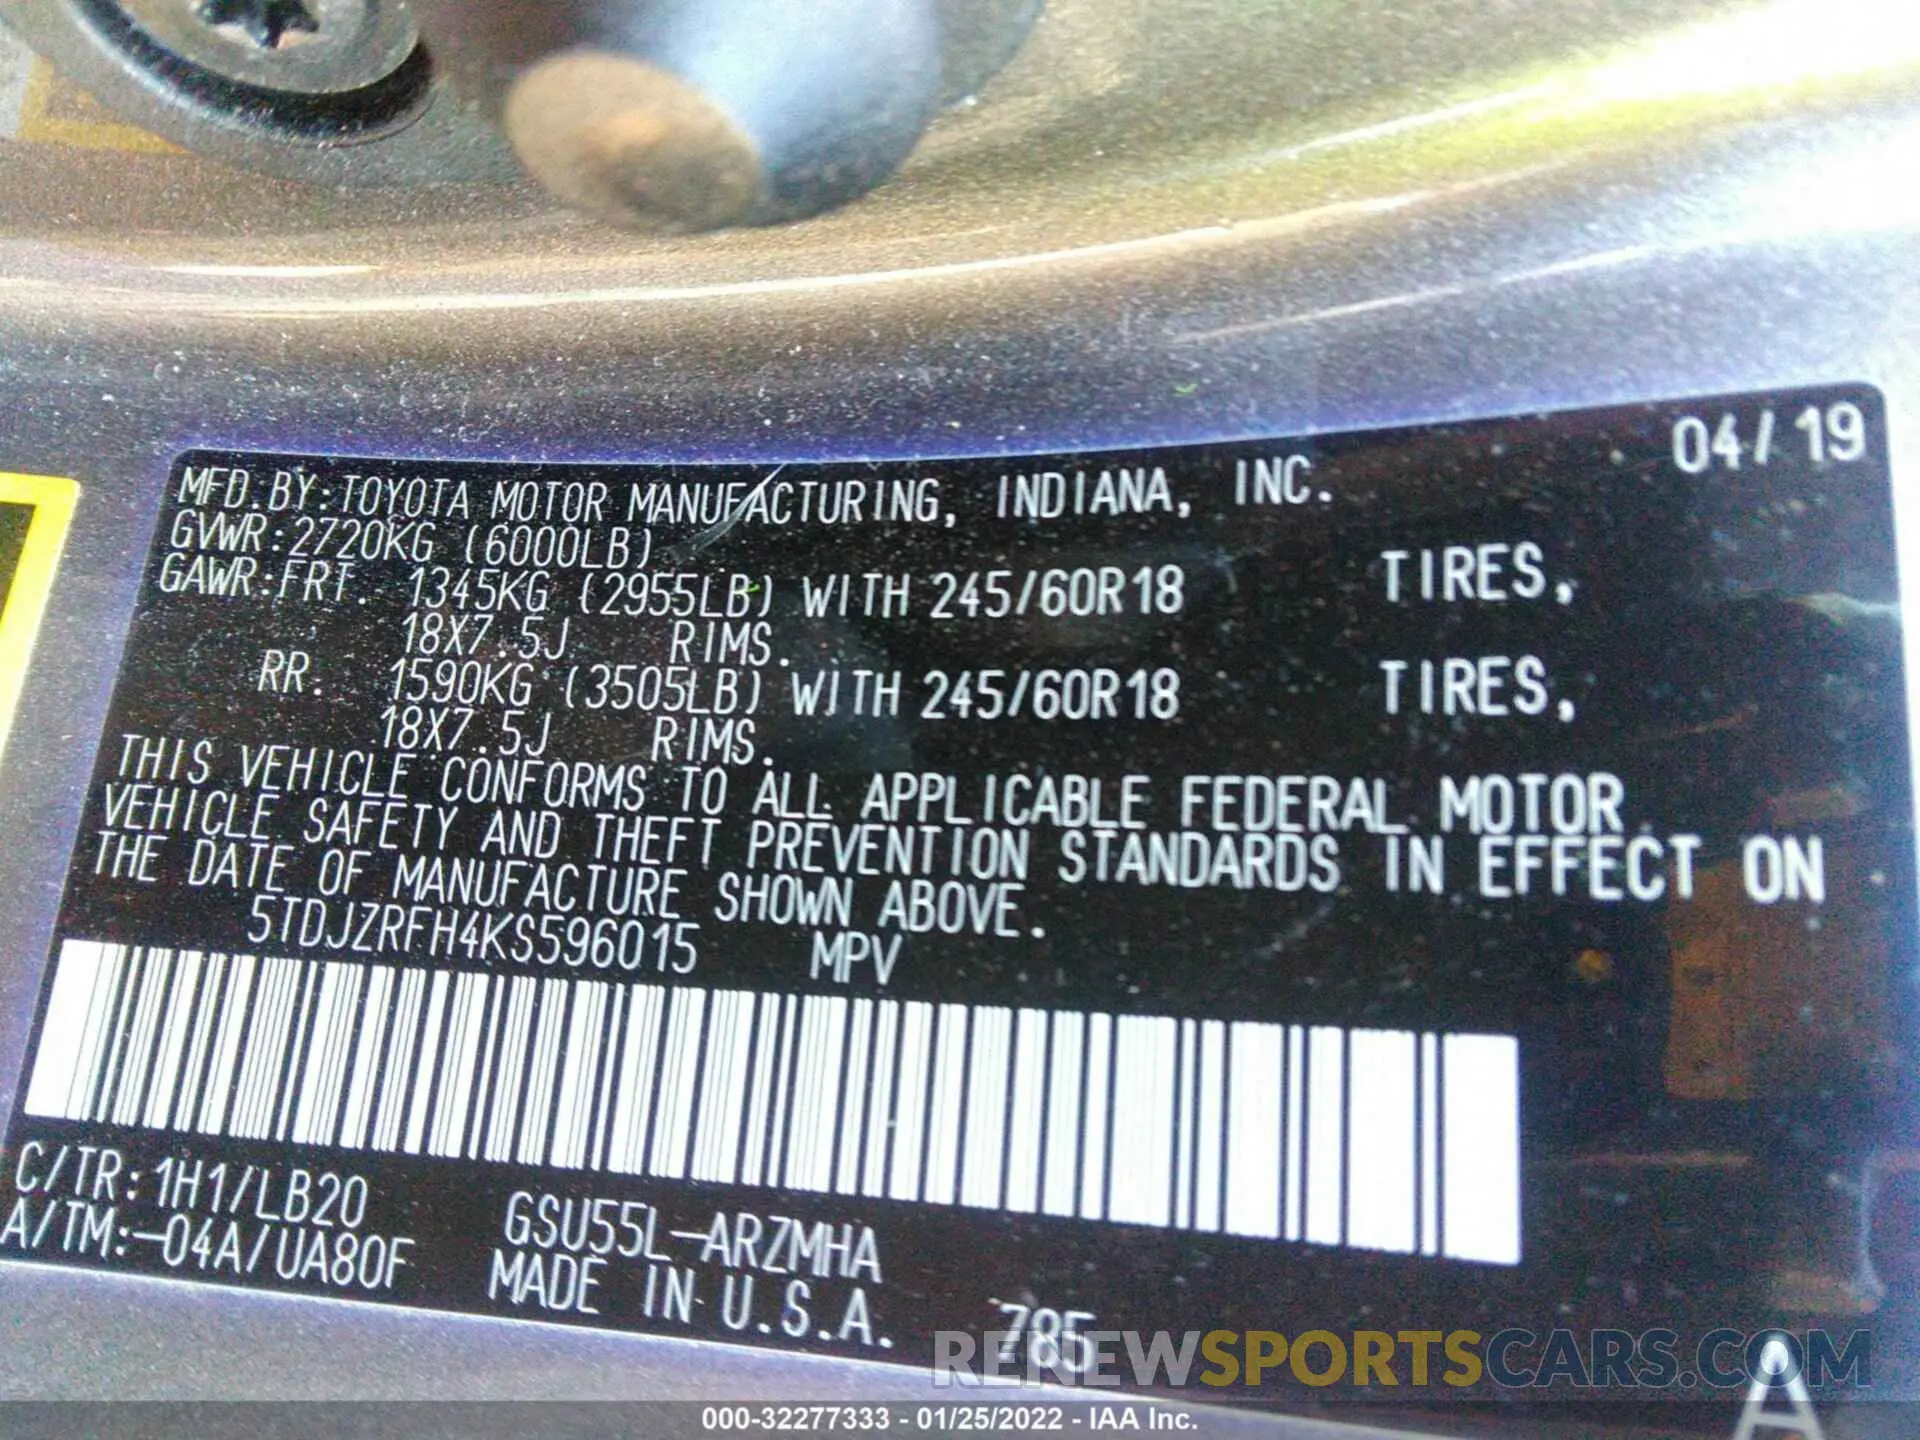 04/19
MFD.BY:TOYOTA MOTOR MANUFACTURING, INDIANA, INC.
GVWR:2720KG (6000LB)
GAWR:FRT. 1345KG (2955LB) WITH 245/60R18 TIRES,
18X7.5J RIMS.
RR. 1590KG (3505LB) WITH 245/60R18 TIRES,
18X7.5J RIMS.
THIS VEHICLE CONFORMS TO ALL APPLICABLE FEDERAL MOTOR
VEHICLE SAFETY AND THEFT PREVENTION STANDARDS IN EFFECT ON
THE DATE OF MANUFACTURE SHOWN ABOVE.
5TDJZRFH4KS596015 MPV
C/TR:1H1/LB20 GSU55L-ARZMHA
A/TM:-04A/UA80F MADE IN U.S.A. 785
A
RENEWSPORTSCARS.COM
000-32277333 - 01/25/2022 - IAA Inc.